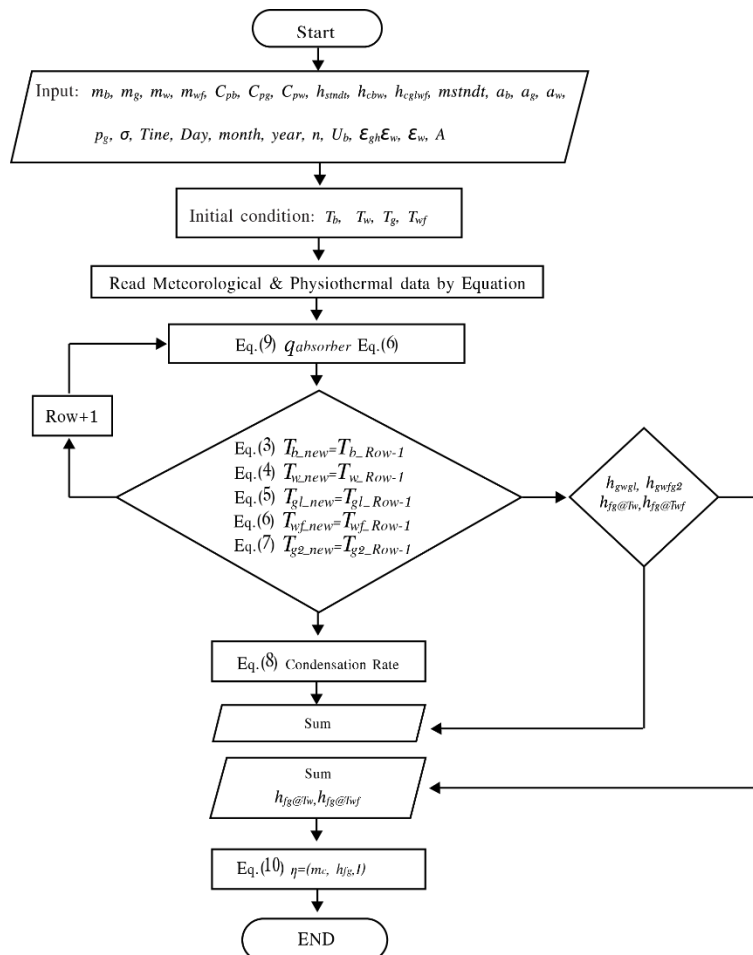 Start
Input: m_b, m_g, m_w, m_wf, C_pb, C_pg, C_pw, h_stndt, h_cbw, h_cglwf, mstndt, a_b, a_g, a_w,
p_g, σ, Tine, Day, month, year, n, U_b, ε_gh ε_w, ε_w, A
Initial condition: T_b, T_w, T_g, T_wf
Read Meteorological & Physiothermal data by Equation
Eq.(9) q_absorber Eq.(6)
Row+1
Eq.(3) T_b_new=T_b_Row-1
Eq.(4) T_w_new=T_w_Row-1
Eq.(5) T_gl_new=T_gl_Row-1
Eq.(6) T_wf_new=T_wf_Row-1
Eq.(7) T_g2_new=T_g2_Row-1
h_gwgl, h_gwfg2
h_fg@Tw, h_fg@Twf
Eq.(8) Condensation Rate
Sum
Sum
h_fg@Tw, h_fg@Twf
Eq.(10) η=(m_c, h_fg,I)
END